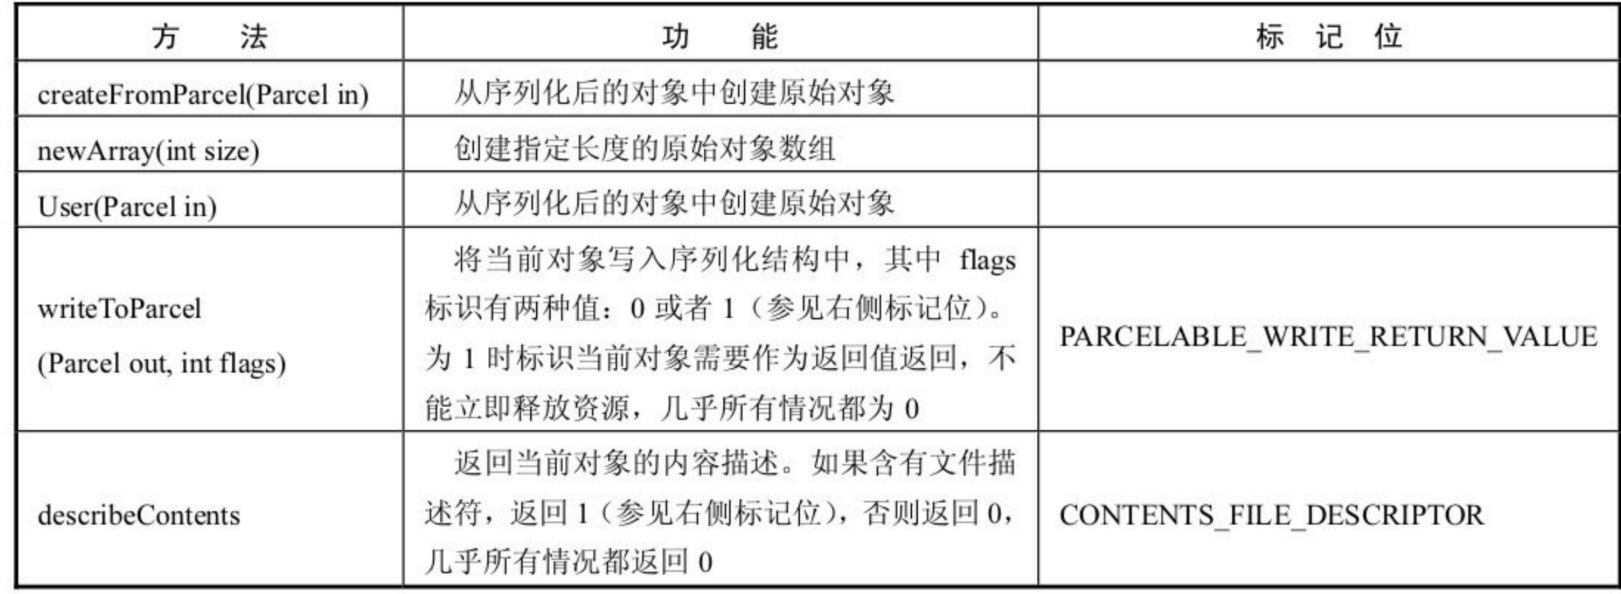 方 法 功 能 标 记 位
createFromParcel(Parcel in) 从序列化后的对象中创建原始对象
newArray(int size) 创建指定长度的原始对象数组
User(Parcel in) 从序列化后的对象中创建原始对象
writeToParcel
(Parcel out, int flags)
将当前对象写入序列化结构中，其中 flags
标识有两种值：0 或者 1（参见右侧标记位）。
为 1 时标识当前对象需要作为返回值返回，不
能立即释放资源，几乎所有情况都为 0
PARCELABLE_WRITE_RETURN_VALUE
describeContents
返回当前对象的内容描述。如果含有文件描
述符，返回 1（参见右侧标记位），否则返回 0，
几乎所有情况都返回 0
CONTENTS_FILE_DESCRIPTOR